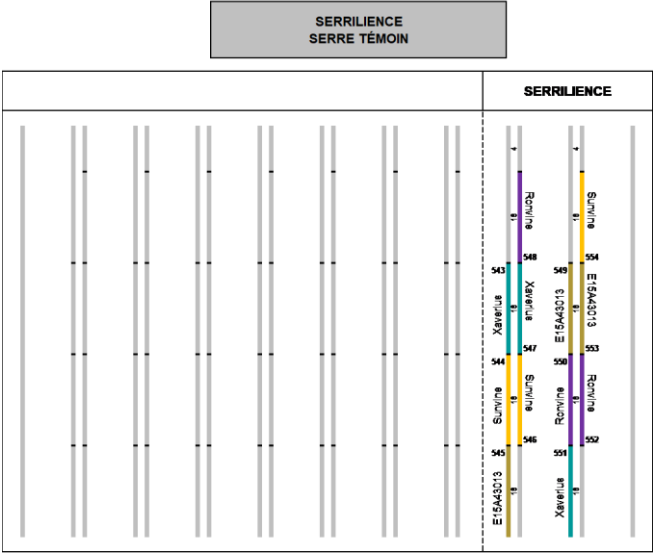 SERRILIENCE
SERRE TÉMOIN
SERRILIENCE
4
4
Ronvine
Sunvine
18
18
548
554
543
549
Xaverius
Xaverius
E15A43013
E15A43013
18
18
547
553
544
550
Sunvine
Sunvine
Ronvine
Ronvine
18
18
546
552
545
551
E15A43013
18
Xaverius
18